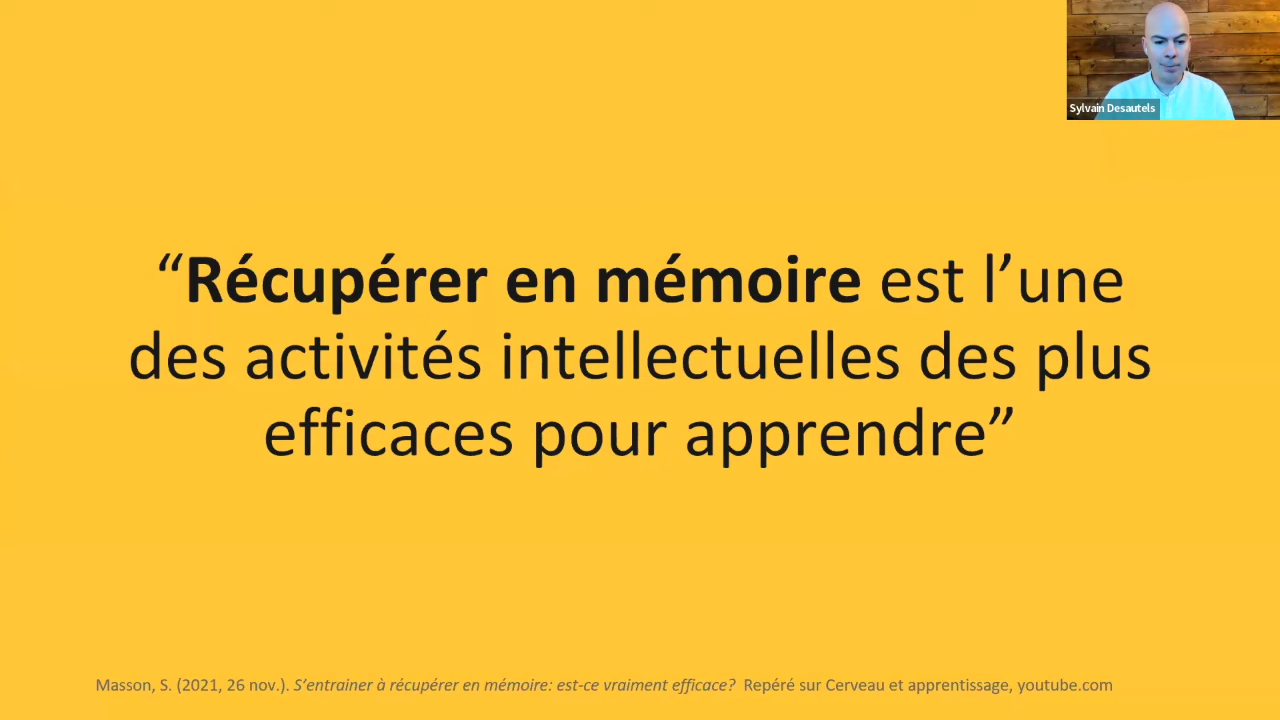 Sylvain Desautels
“Récupérer en mémoire est l’une
des activités intellectuelles des plus
efficaces pour apprendre”
Masson, S. (2021, 26 nov.). S’entrainer à récupérer en mémoire: est-ce vraiment efficace? Repéré sur Cerveau et apprentissage, youtube.com